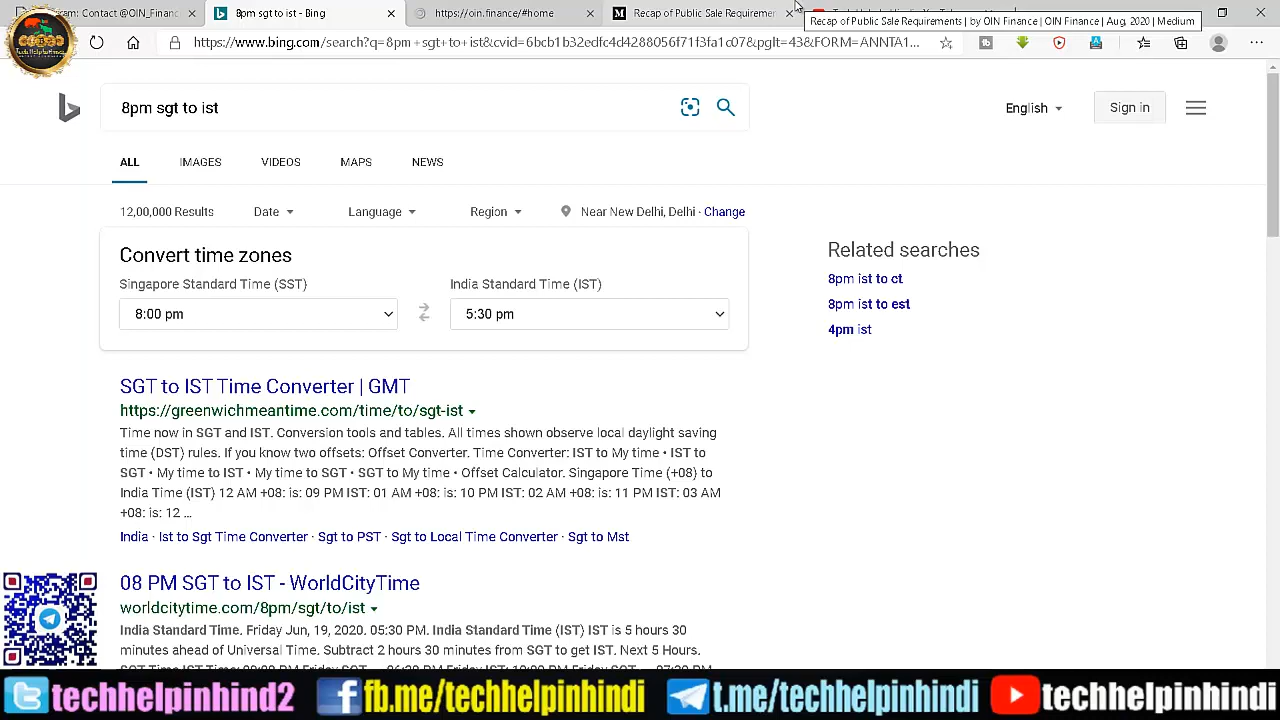 ram: Contact @OIN_Financ
8pm sgt to ist - Bing
https://oin.finance/#home
Recap of Public Sale Requiremen
Recap of Public Sale Requirements | by OIN Finance | OIN Finance | Aug, 2020 | Medium
https://www.bing.com/search?q=8pm+sgt+
vid=6bcb1b32edfc4d4288056f71f3fa
FORM=ANNTA1...
8pm sgt to ist
English
Sign in
ALL
IMAGES
VIDEOS
MAPS
NEWS
12,00,000 Results
Date
Language
Region
Near New Delhi, Delhi · Change
Convert time zones
Singapore Standard Time (SST)
India Standard Time (IST)
8:00 pm
5:30 pm
Related searches
8pm ist to ct
8pm ist to est
4pm ist
SGT to IST Time Converter | GMT
https://greenwichmeantime.com/time/to/sgt-ist
Time now in SGT and IST. Conversion tools and tables. All times shown observe local daylight saving
time (DST) rules. If you know two offsets: Offset Converter. Time Converter: IST to My time • IST to
SGT • My time to IST • My time to SGT • SGT to My time • Offset Calculator. Singapore Time (+08) to
India Time (IST) 12 AM +08: is: 09 PM IST: 01 AM +08: is: 10 PM IST: 02 AM +08: is: 11 PM IST: 03 AM
+08: is: 12 ...
India · Ist to Sgt Time Converter · Sgt to PST · Sgt to Local Time Converter · Sgt to Mst
08 PM SGT to IST - WorldCityTime
worldcitytime.com/8pm/sgt/to/ist
India Standard Time. Friday Jun, 19, 2020. 05:30 PM. India Standard Time (IST) IST is 5 hours 30
minutes ahead of Universal Time. Subtract 2 hours 30 minutes from SGT to get IST. Next 5 Hours.
techhelpinhind2
fb.me/techhelpinhindi
t.me/techhelpinhindi
techhelpinhindi